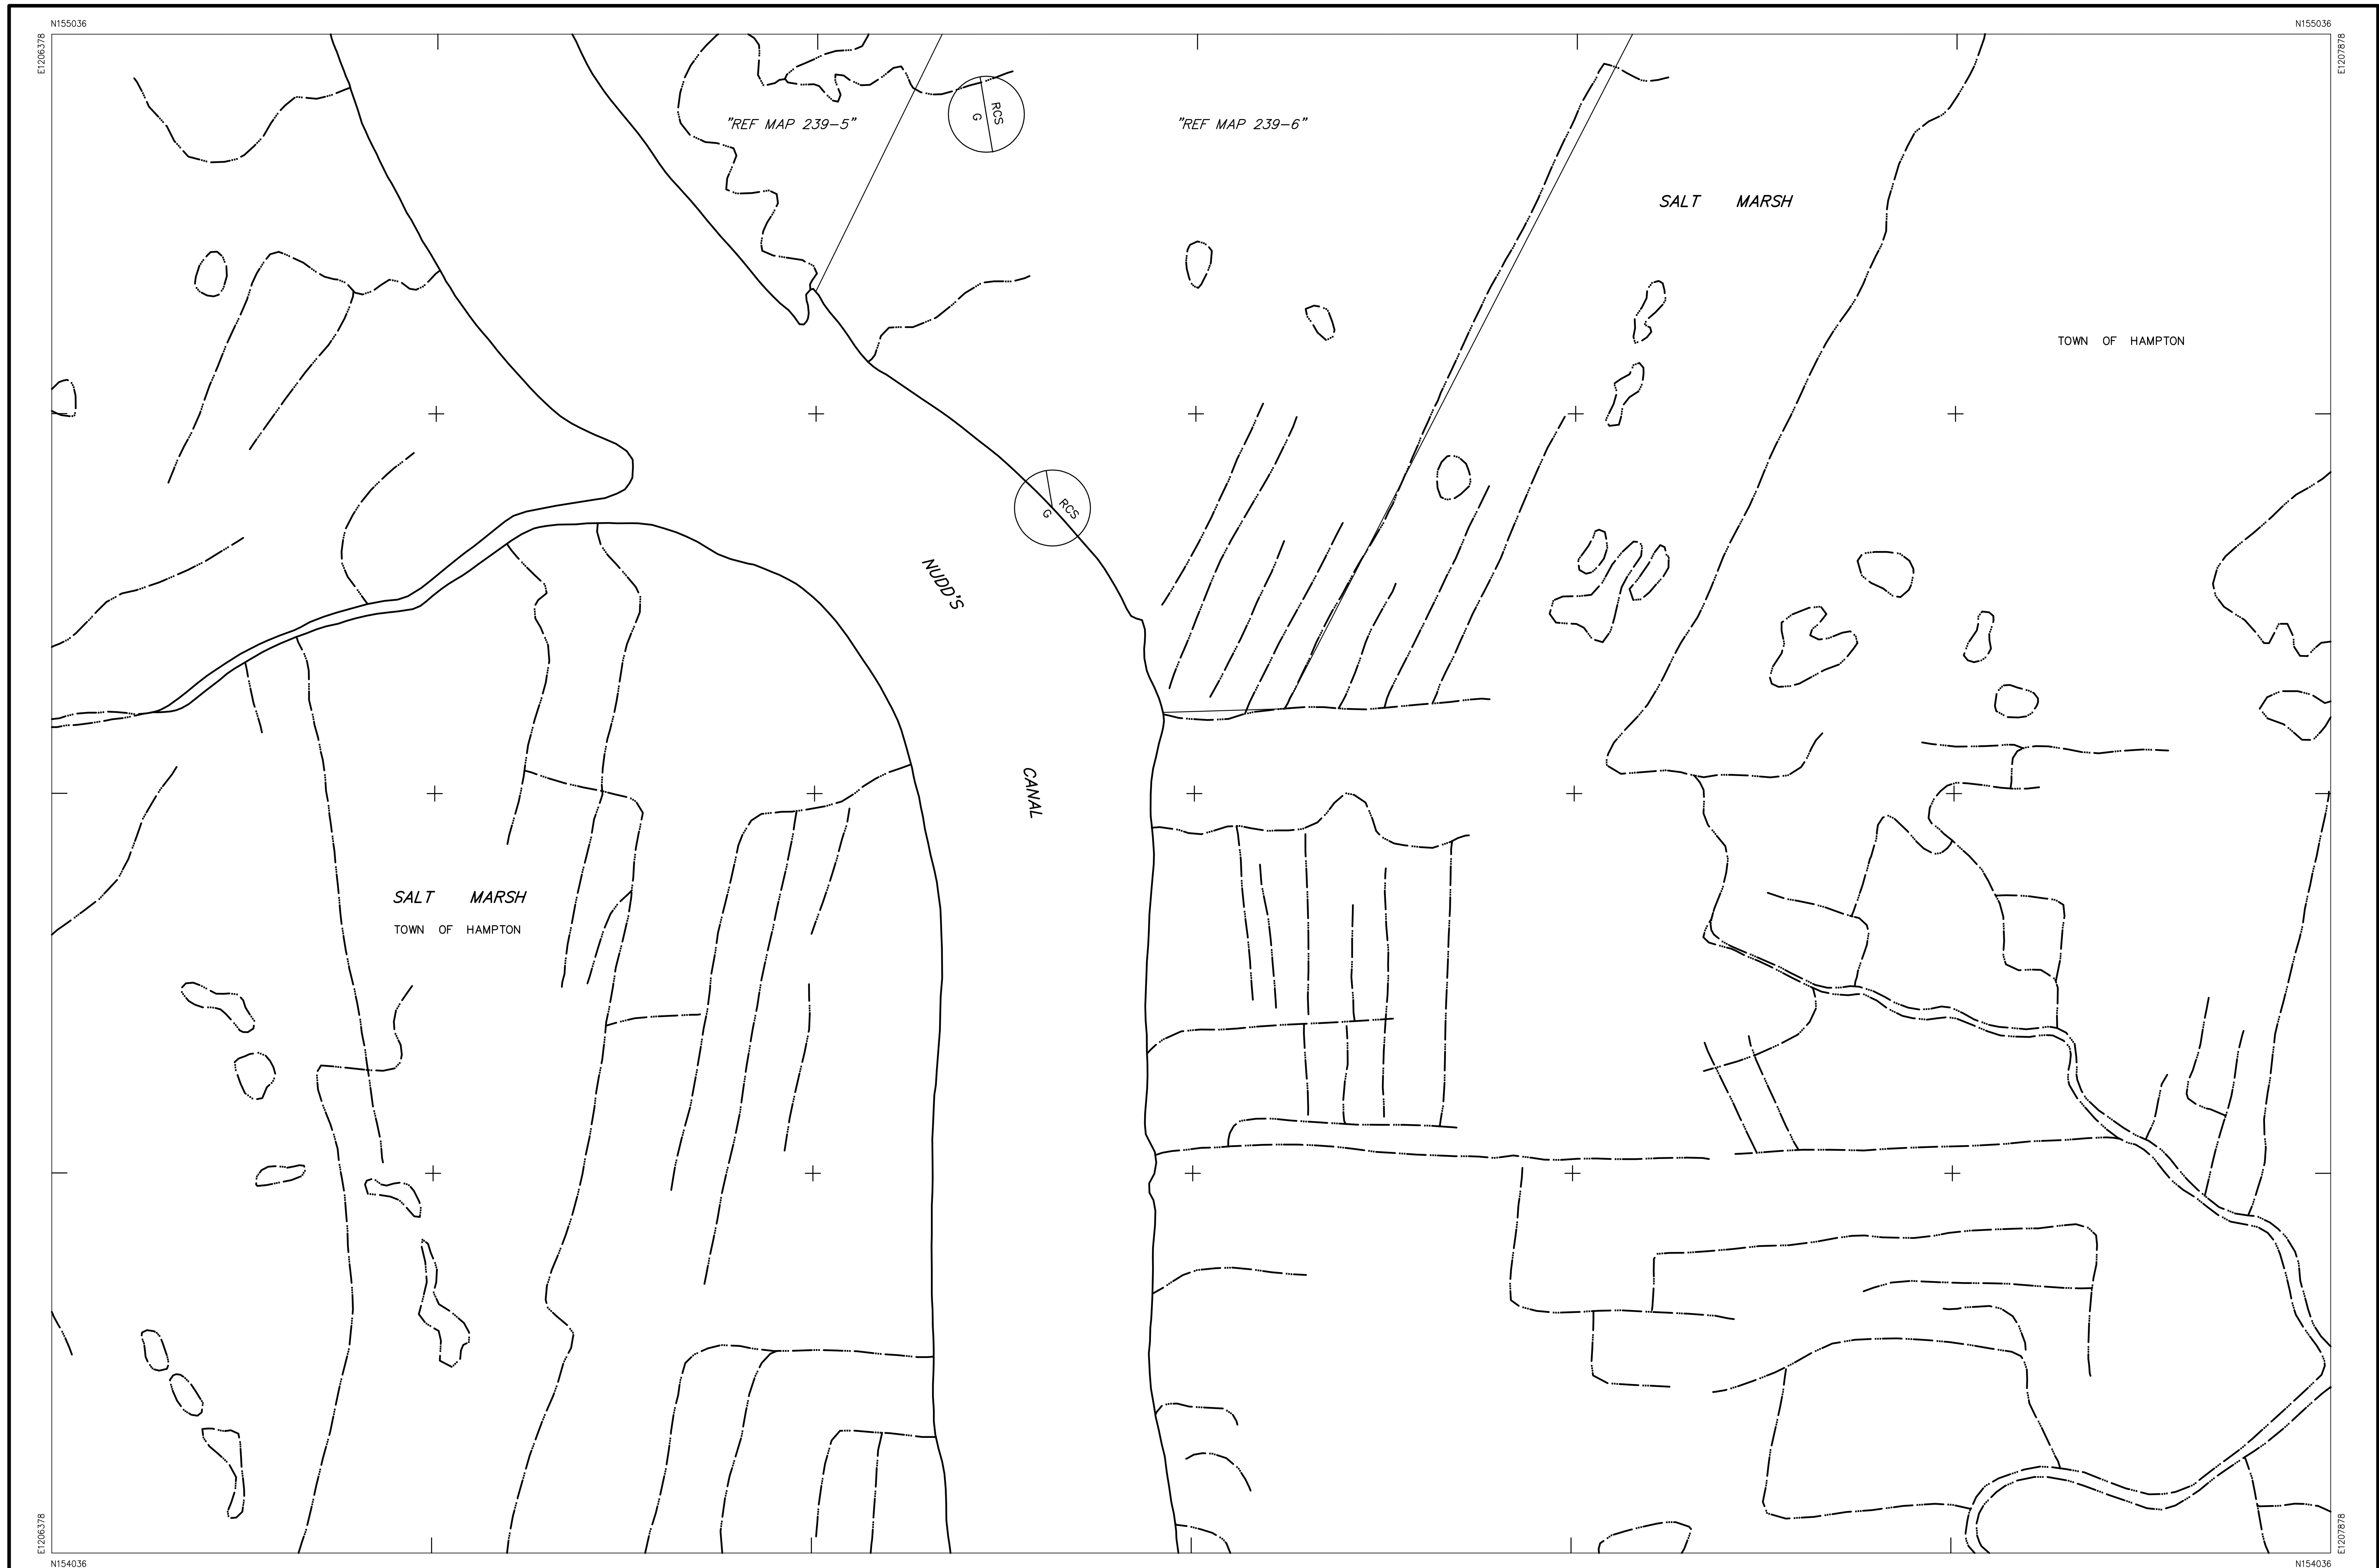 N155036
N155036
E1206378
E1207878
"REF MAP 239-5"
RCS
G
"REF MAP 239-6"
SALT MARSH
TOWN OF HAMPTON
RCS
G
NUDD'S
CANAL
SALT MARSH
TOWN OF HAMPTON
E1206378
E1207878
N154036
N154036